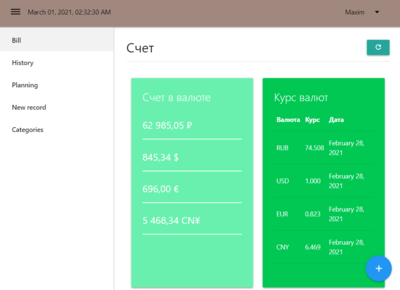 March 01, 2021, 02:32:30 AM
Maxim
Bill
History
Planning
New record
Categories
Счет
Счет в валюте
62 985,05 ₽
845,34 $
696,00 €
5 468,34 CN¥
Курс валют
Валюта Курс Дата
RUB 74.508 February 28, 2021
USD 1.000 February 28, 2021
EUR 0.823 February 28, 2021
CNY 6.469 February 28, 2021
+